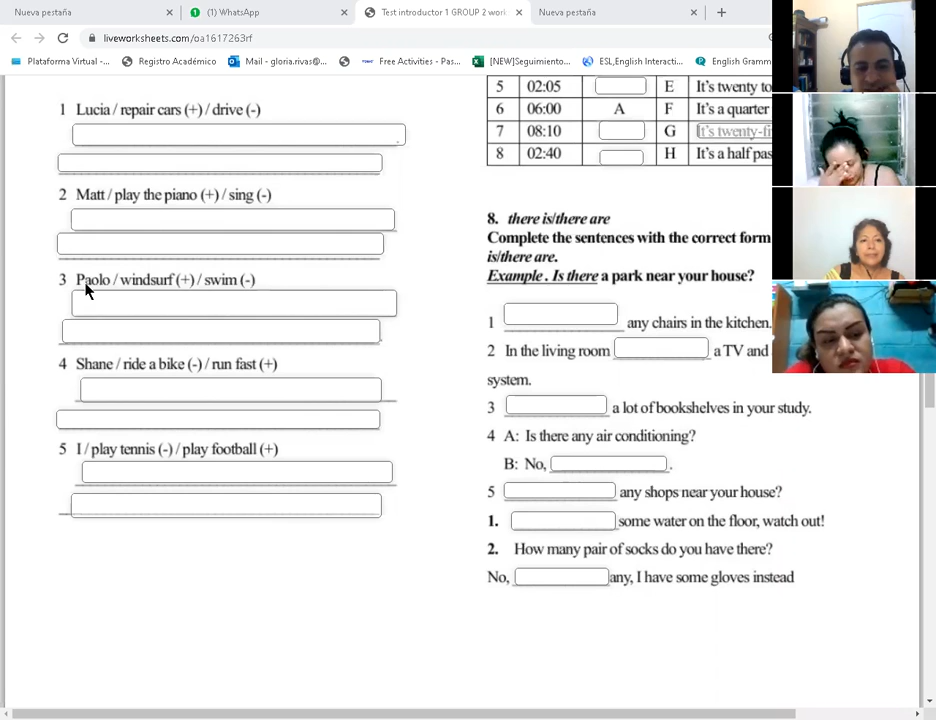 Nueva pestaña
(1) WhatsApp
Test introductor 1 GROUP 2 work
Nueva pestaña
liveworksheets.com/oa1617263rf
Plataforma Virtual -...
Registro Académico
Mail - gloria.rivas@...
Free Activities - Pas...
[NEW]Seguimiento...
ESL,English Interacti...
English Gramm
1 Lucia / repair cars (+) / drive (-)
2 Matt / play the piano (+) / sing (-)
3 Paolo / windsurf (+) / swim (-)
4 Shane / ride a bike (-) / run fast (+)
5 I / play tennis (-) / play football (+)
5 02:05 E It's twenty to
6 06:00 A F It's a quarter
7 08:10 G It's twenty-fi
8 02:40 H It's a half pas
8. there is/there are
Complete the sentences with the correct form
is/there are.
Example . Is there a park near your house?
1 any chairs in the kitchen.
2 In the living room a TV and
system.
3 a lot of bookshelves in your study.
4 A: Is there any air conditioning?
B: No, .
5 any shops near your house?
1. some water on the floor, watch out!
2. How many pair of socks do you have there?
No, any, I have some gloves instead